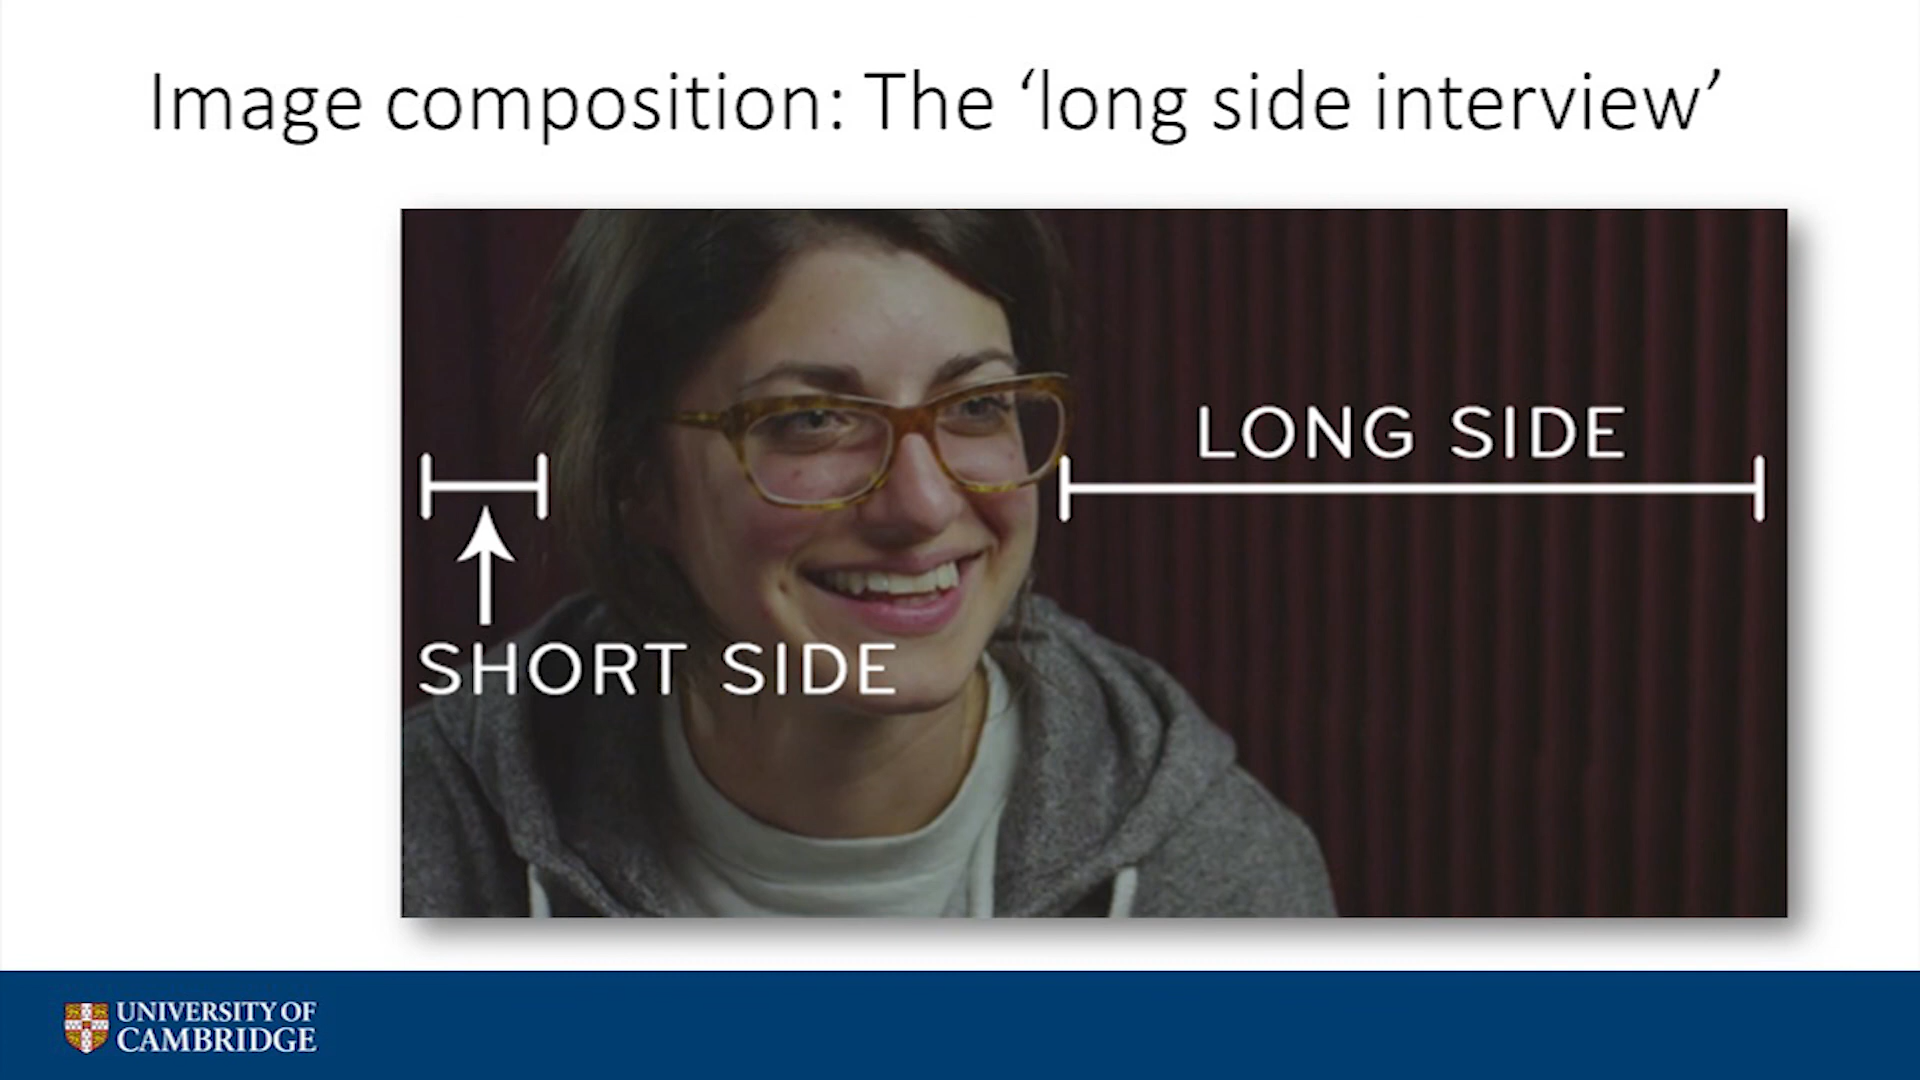 Image composition: The ‘long side interview’
LONG SIDE
SHORT SIDE
UNIVERSITY OF
CAMBRIDGE